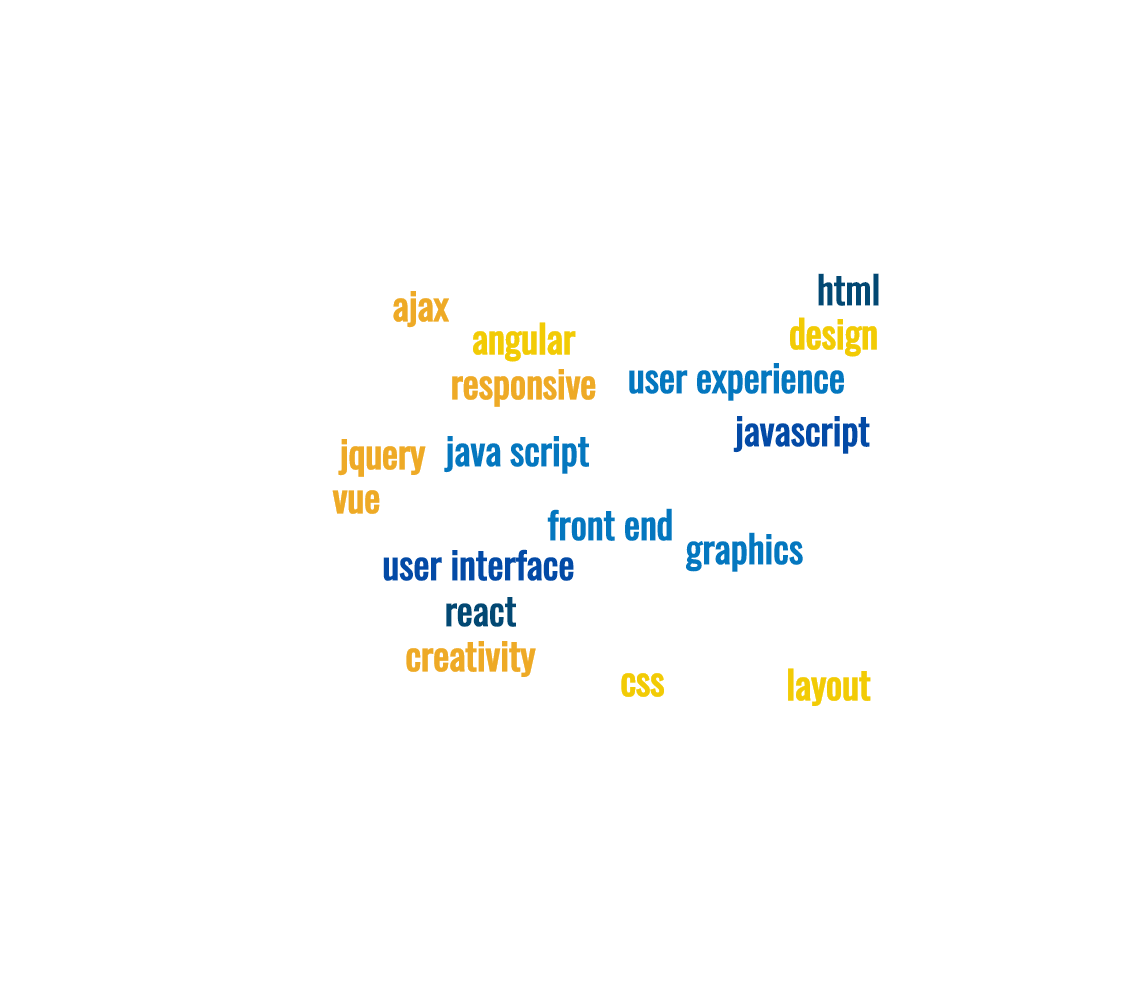 html
ajax
design
angular
user experience
responsive
javascript
java script
jquery
vue
front end
graphics
user interface
react
creativity
css
layout